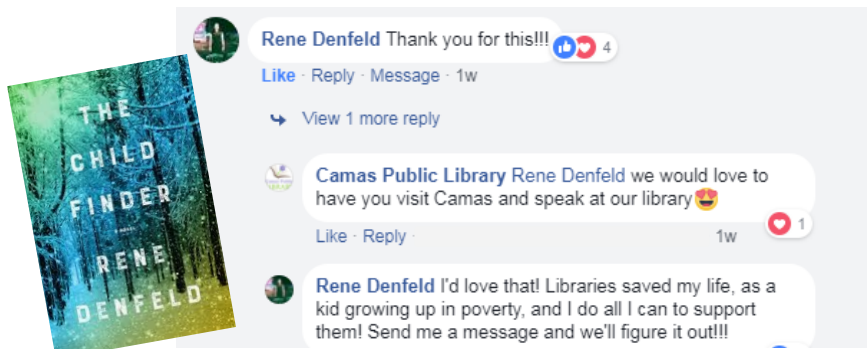 THE
CHILD
FINDER
A NOVEL
RENE
DENFELD
Rene Denfeld Thank you for this!!!
4
Like · Reply · Message · 1w
View 1 more reply
Camas Public Library Rene Denfeld we would love to
have you visit Camas and speak at our library
1
Like · Reply · 1w
Rene Denfeld I'd love that! Libraries saved my life, as a
kid growing up in poverty, and I do all I can to support
them! Send me a message and we'll figure it out!!!